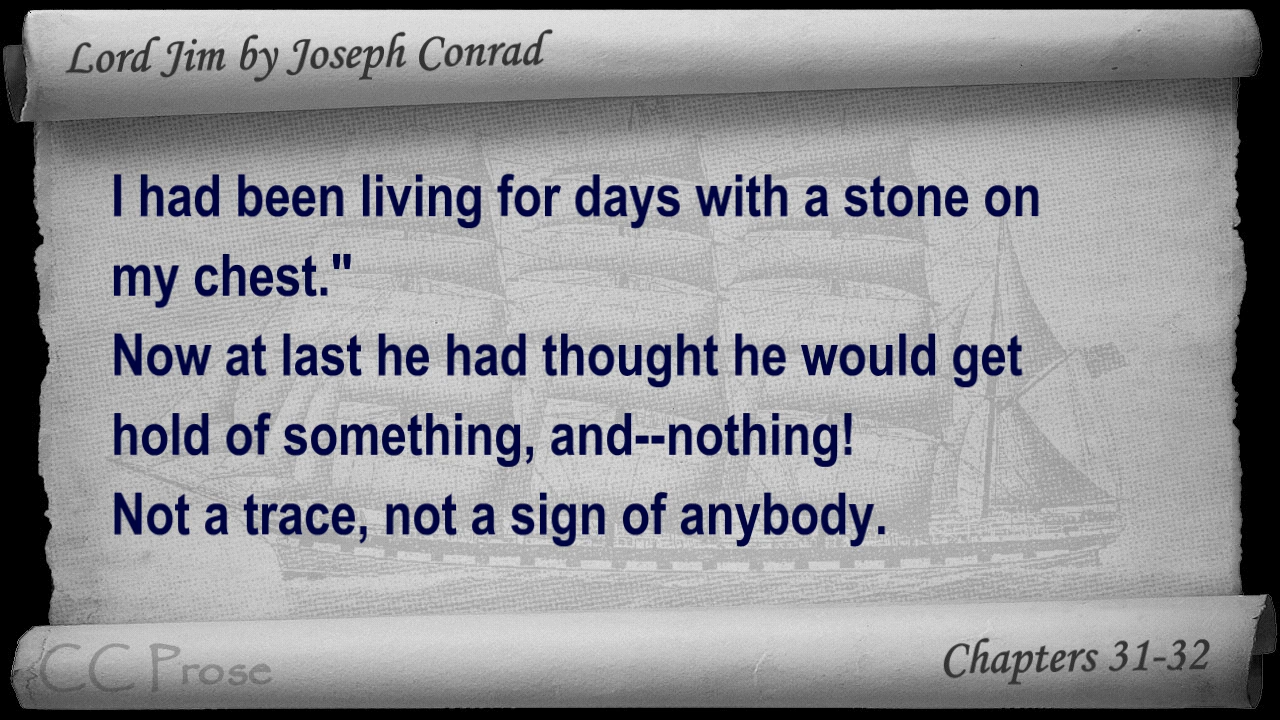 Lord Jim by Joseph Conrad
I had been living for days with a stone on
my chest."
Now at last he had thought he would get
hold of something, and--nothing!
Not a trace, not a sign of anybody.
CC Prose
Chapters 31-32